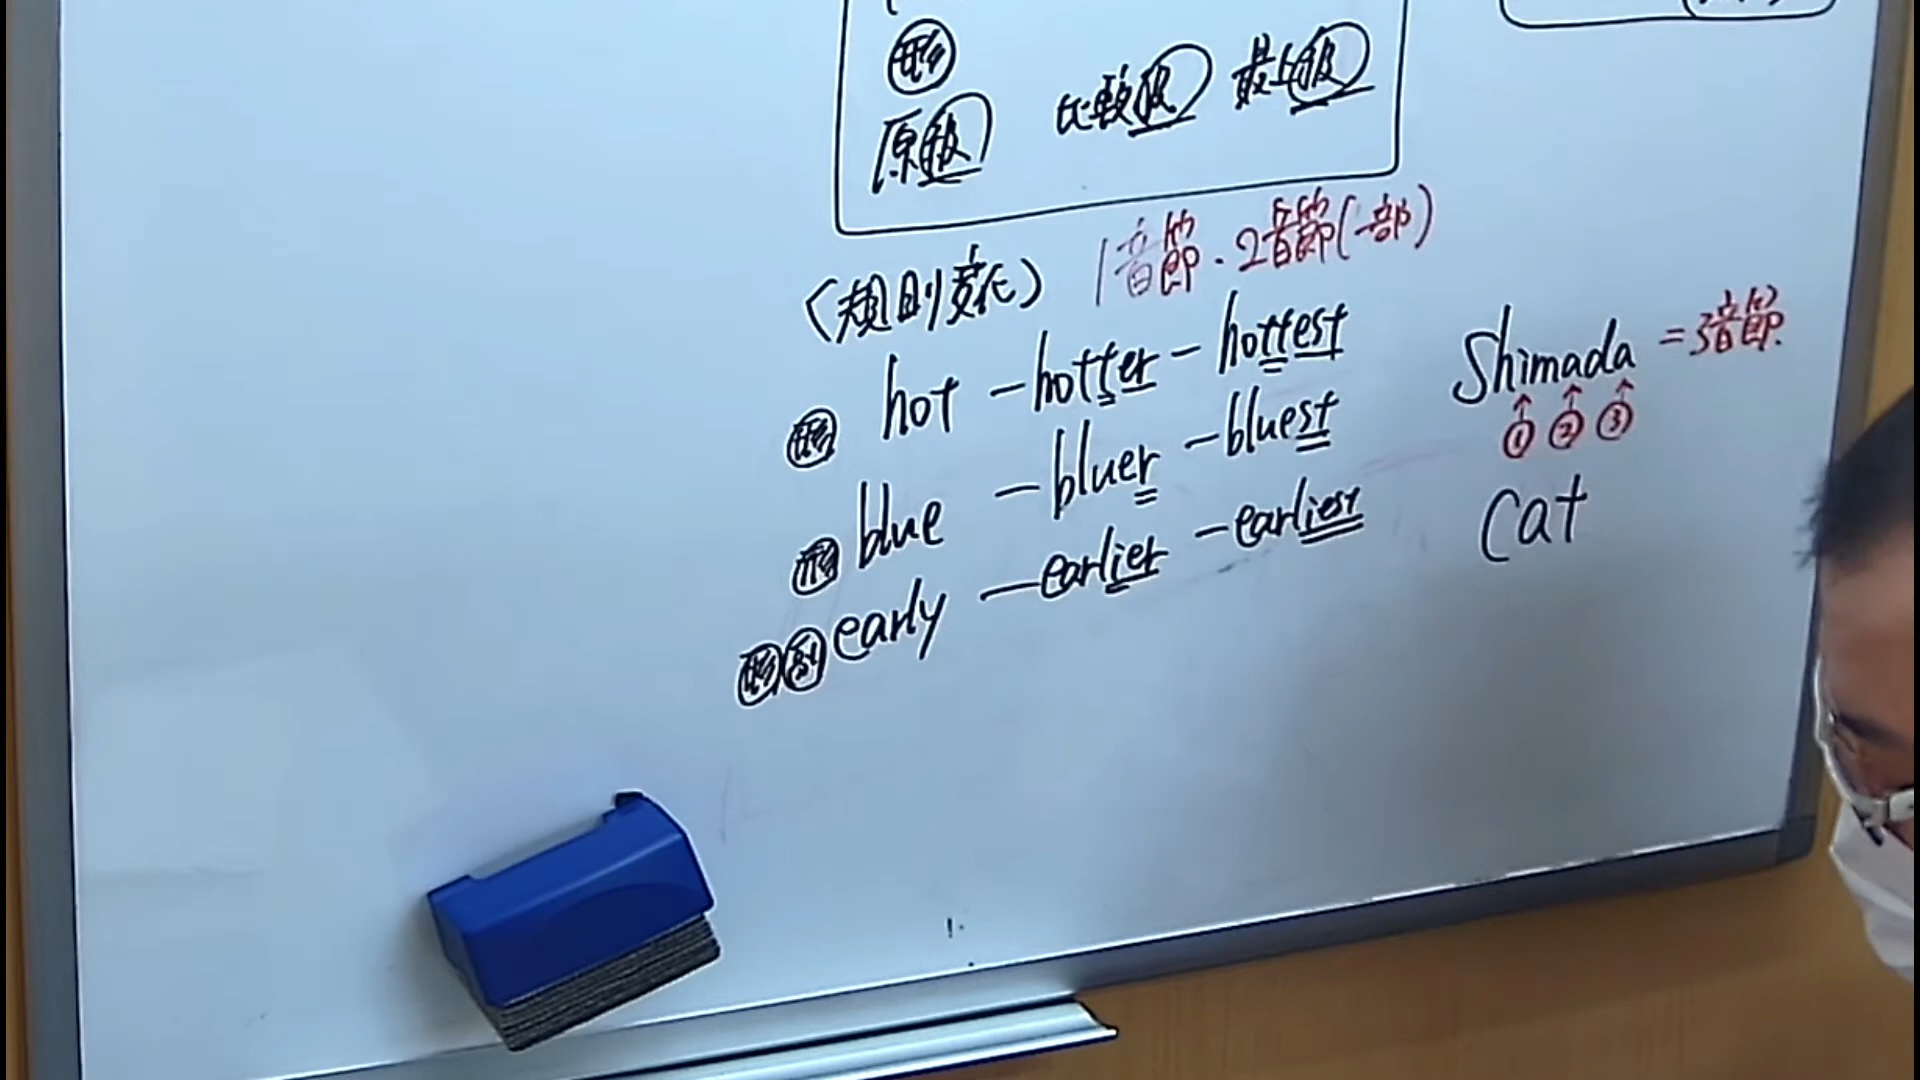 形
原級 比較級 最上級
(規則変化) 1音節・2音節(一部)
形 hot - hotter - hottest
形 blue - bluer - bluest
形 副 early - earlier - earliest
Shimada = 3音節
① ② ③
cat